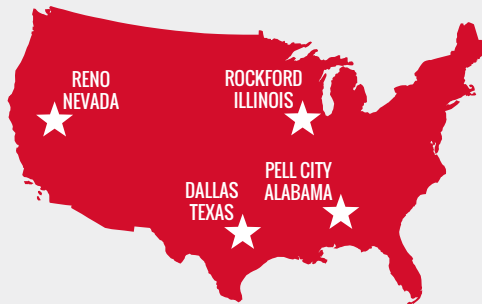 RENO
NEVADA
ROCKFORD
ILLINOIS
PELL CITY
ALABAMA
DALLAS
TEXAS